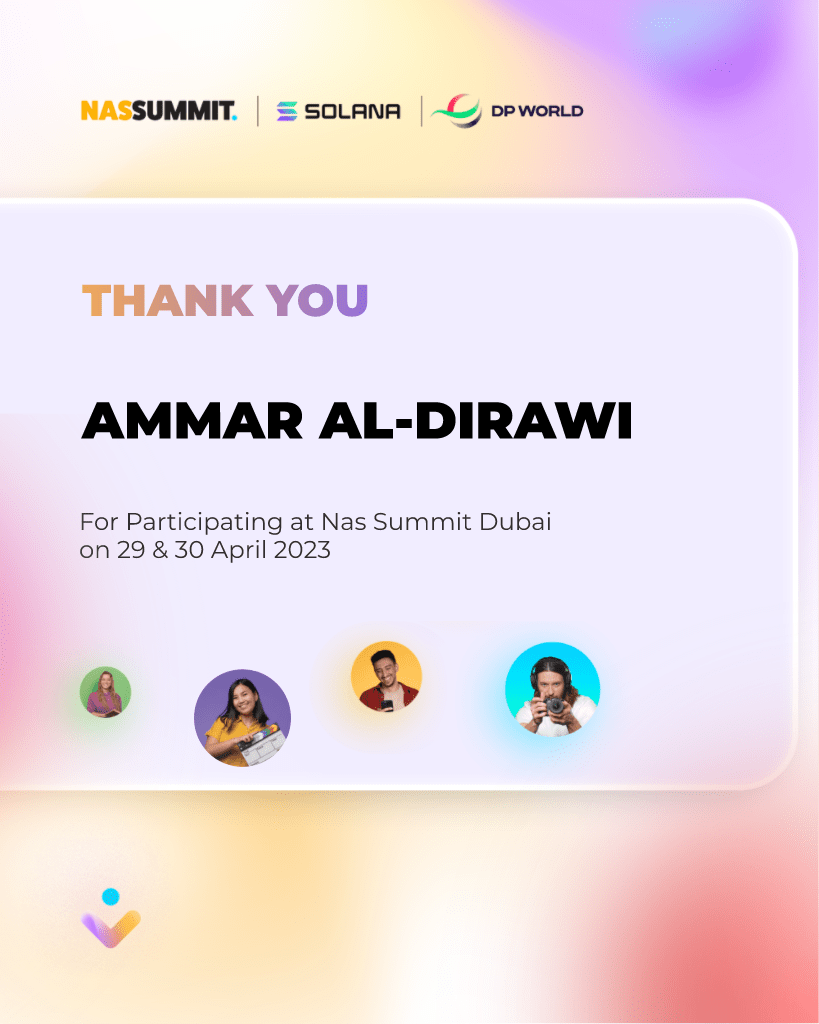 NASSUMMIT. | SOLANA | DP WORLD
THANK YOU
AMMAR AL-DIRAWI
For Participating at Nas Summit Dubai
on 29 & 30 April 2023